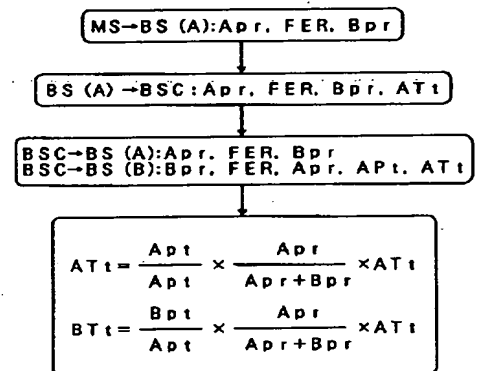 MS→BS (A):Apr. FER. Bpr
BS (A)→BSC:Apr. FER. Bpr. ATt
BSC→BS (A):Apr. FER. Bpr
BSC→BS (B):Bpr. FER. Apr. APt. ATt
ATt= Apt/Apt × Apr/Apr+Bpr ×ATt
BTt= Bpt/Apt × Apr/Apr+Bpr ×ATt